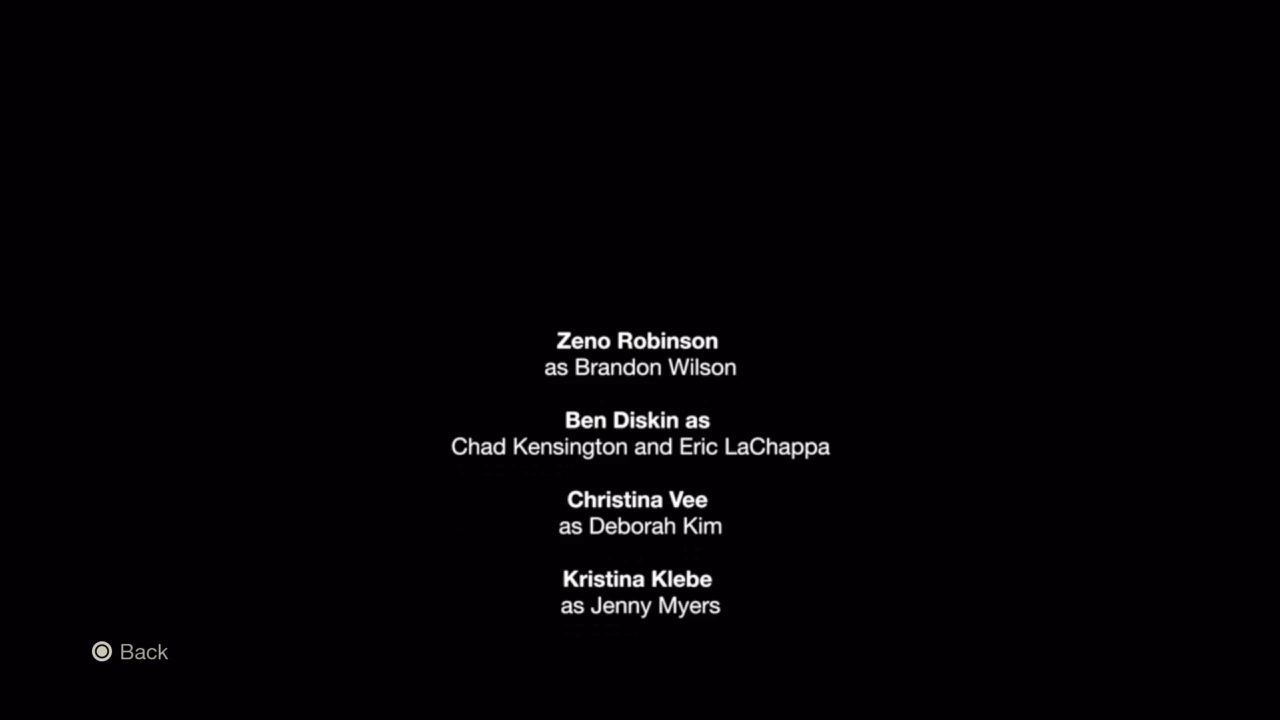 Zeno Robinson
as Brandon Wilson
Ben Diskin as
Chad Kensington and Eric LaChappa
Christina Vee
as Deborah Kim
Kristina Klebe
as Jenny Myers
Back